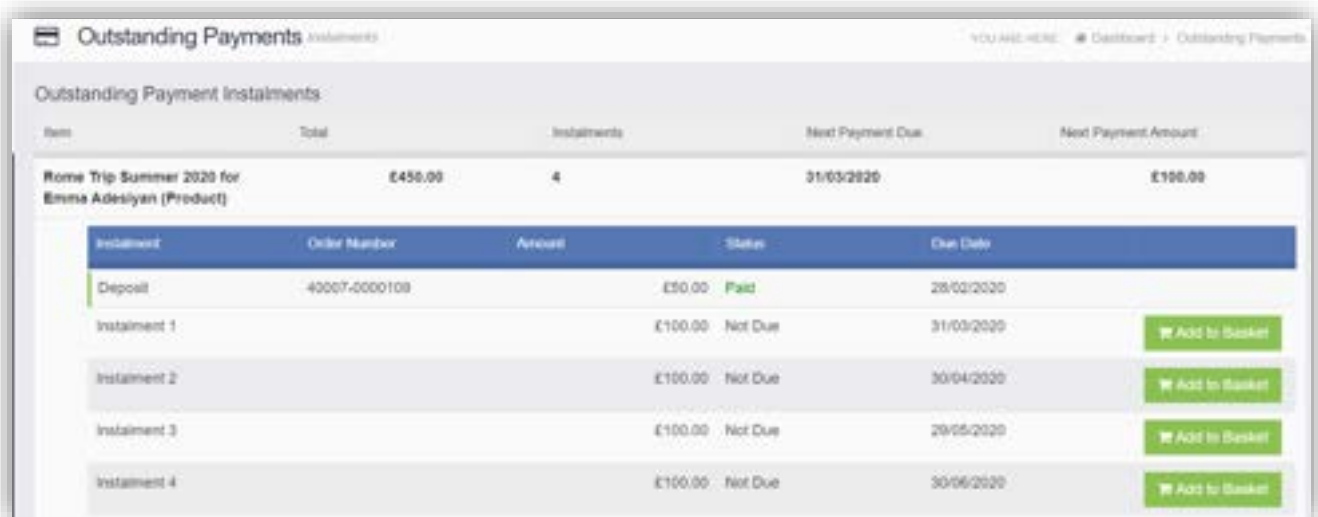 Outstanding Payments Instalments
YOU ARE HERE: Dashboard > Outstanding Payments
Outstanding Payment Instalments
Item Total Instalments Next Payment Due Next Payment Amount
Rome Trip Summer 2020 for £450.00 4 31/03/2020 £100.00
Emma Adesiyan (Product)
Instalment Order Number Amount Status Due Date
Deposit 40007-0000109 £50.00 Paid 28/02/2020
Instalment 1 £100.00 Not Due 31/03/2020 Add to Basket
Instalment 2 £100.00 Not Due 30/04/2020 Add to Basket
Instalment 3 £100.00 Not Due 29/05/2020 Add to Basket
Instalment 4 £100.00 Not Due 30/06/2020 Add to Basket